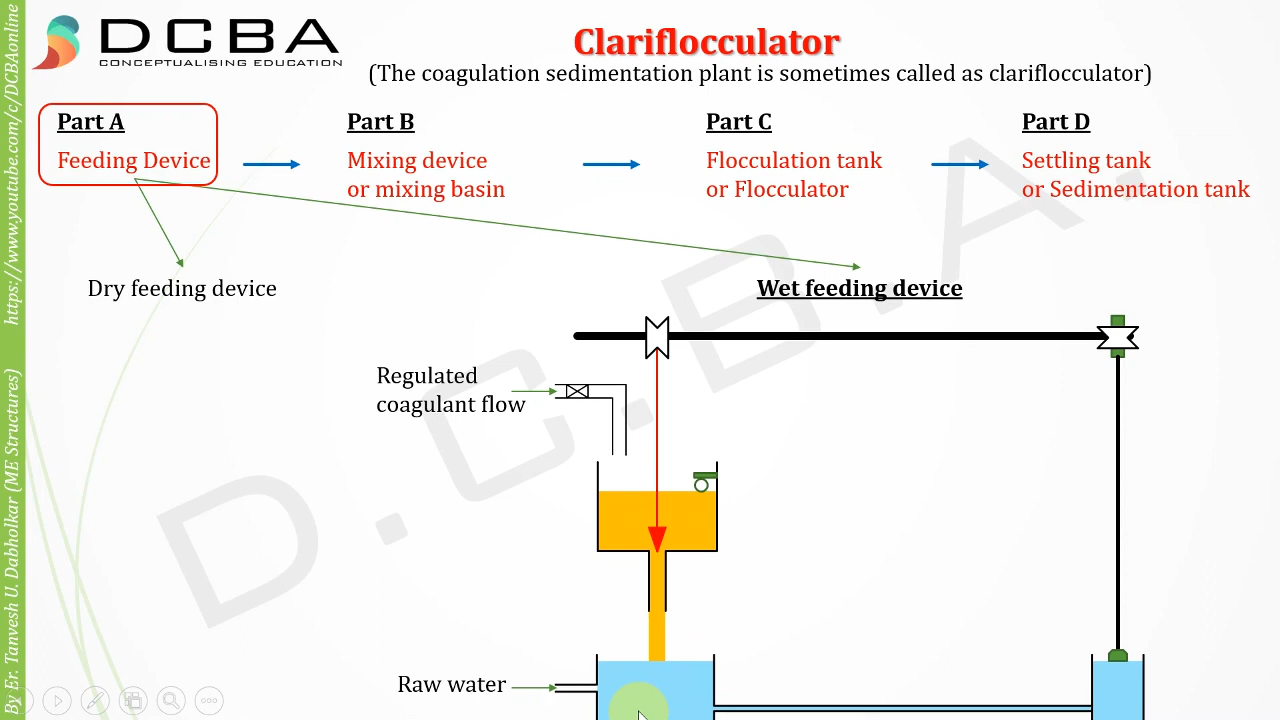 DCBA
CONCEPTUALISING EDUCATION
Clariflocculator
(The coagulation sedimentation plant is sometimes called as clariflocculator)
Part A
Feeding Device
Part B
Mixing device
or mixing basin
Part C
Flocculation tank
or Flocculator
Part D
Settling tank
or Sedimentation tank
Dry feeding device
Wet feeding device
Regulated
coagulant flow
Raw water
D.C.B.A.
By Er. Tanvesh U. Dabholkar (ME Structures) https://www.youtube.com/c/DCBAonline